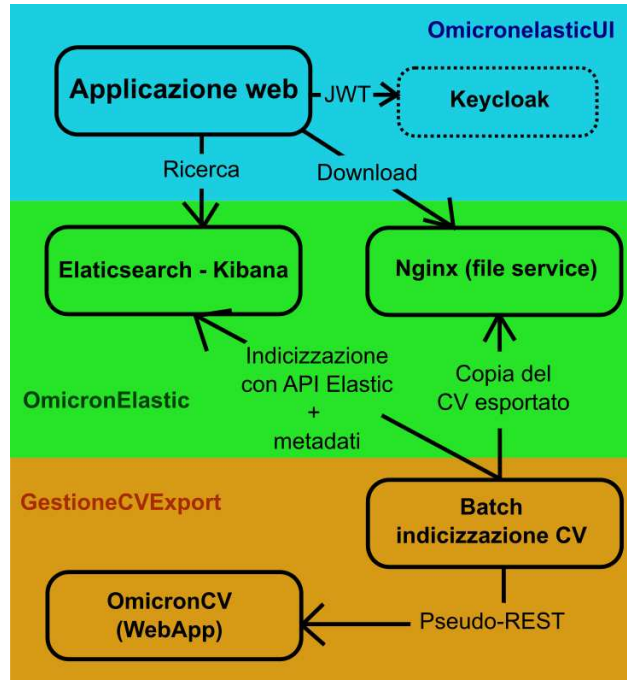 OmicronelasticUI
Applicazione web
JWT
Keycloak
Ricerca
Download
Elaticsearch - Kibana
Nginx (file service)
Indicizzazione
con API Elastic
+
metadati
Copia del
CV esportato
OmicronElastic
GestioneCVExport
Batch
indicizzazione CV
OmicronCV
(WebApp)
Pseudo-REST